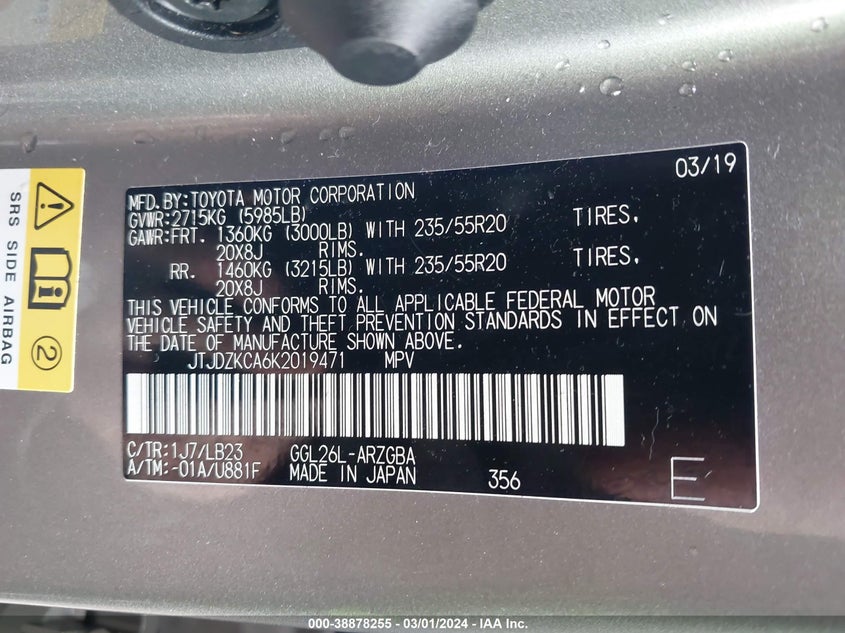 03/19
MFD.BY:TOYOTA MOTOR CORPORATION
GVWR:2715KG (5985LB)
GAWR:FRT. 1360KG (3000LB) WITH 235/55R20 TIRES,
20X8J RIMS.
RR. 1460KG (3215LB) WITH 235/55R20 TIRES,
20X8J RIMS.
THIS VEHICLE CONFORMS TO ALL APPLICABLE FEDERAL MOTOR
VEHICLE SAFETY AND THEFT PREVENTION STANDARDS IN EFFECT ON
THE DATE OF MANUFACTURE SHOWN ABOVE.
JTJDZKCA6K2019471 MPV
C/TR:1J7/LB23 GGL26L-ARZGBA
A/TM:-01A/U881F MADE IN JAPAN 356 E
SRS SIDE AIRBAG
2
000-38878255 - 03/01/2024 - IAA Inc.